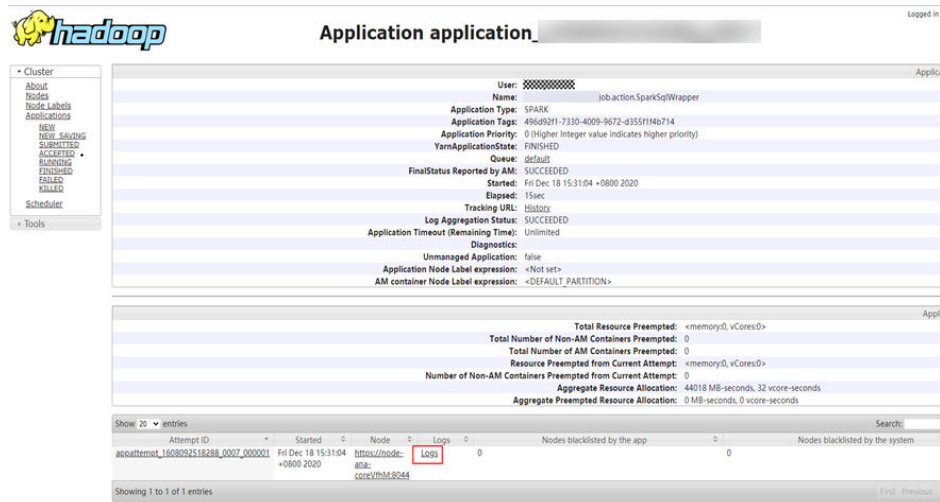 Logged in
hadoop
Application application_
Cluster
About
Nodes
Node Labels
Applications
NEW
NEW_SAVING
SUBMITTED
ACCEPTED
RUNNING
FINISHED
FAILED
KILLED
Scheduler
Tools
Applic
User:
Name: job.action.SparkSqlWrapper
Application Type: SPARK
Application Tags: 496d92f1-7330-4009-9672-d355f1f4b714
Application Priority: 0 (Higher Integer value indicates higher priority)
YarnApplicationState: FINISHED
Queue: default
FinalStatus Reported by AM: SUCCEEDED
Started: Fri Dec 18 15:31:04 +0800 2020
Elapsed: 15sec
Tracking URL: History
Log Aggregation Status: SUCCEEDED
Application Timeout (Remaining Time): Unlimited
Diagnostics:
Unmanaged Application: false
Application Node Label expression: <Not set>
AM container Node Label expression: <DEFAULT_PARTITION>
Appl
Total Resource Preempted: <memory:0, vCores:0>
Total Number of Non-AM Containers Preempted: 0
Total Number of AM Containers Preempted: 0
Resource Preempted from Current Attempt: <memory:0, vCores:0>
Number of Non-AM Containers Preempted from Current Attempt: 0
Aggregate Resource Allocation: 44018 MB-seconds, 32 vcore-seconds
Aggregate Preempted Resource Allocation: 0 MB-seconds, 0 vcore-seconds
Show 20 entries Search:
Attempt ID Started Node Logs Nodes blacklisted by the app Nodes blacklisted by the system
appattempt_1608092518288_0007_000001 Fri Dec 18 15:31:04 https://node- Logs 0 0
+0800 2020 ana-
coreVfhM:8044
Showing 1 to 1 of 1 entries First Previous